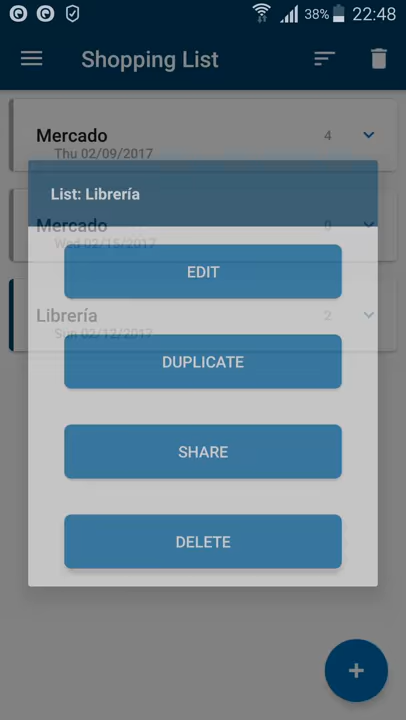 38% 22:48
Shopping List
Mercado 4
Thu 02/09/2017
List: Librería
Mercado 0
Wed 02/15/2017
EDIT
Librería 2
Sun 02/12/2017
DUPLICATE
SHARE
DELETE
+